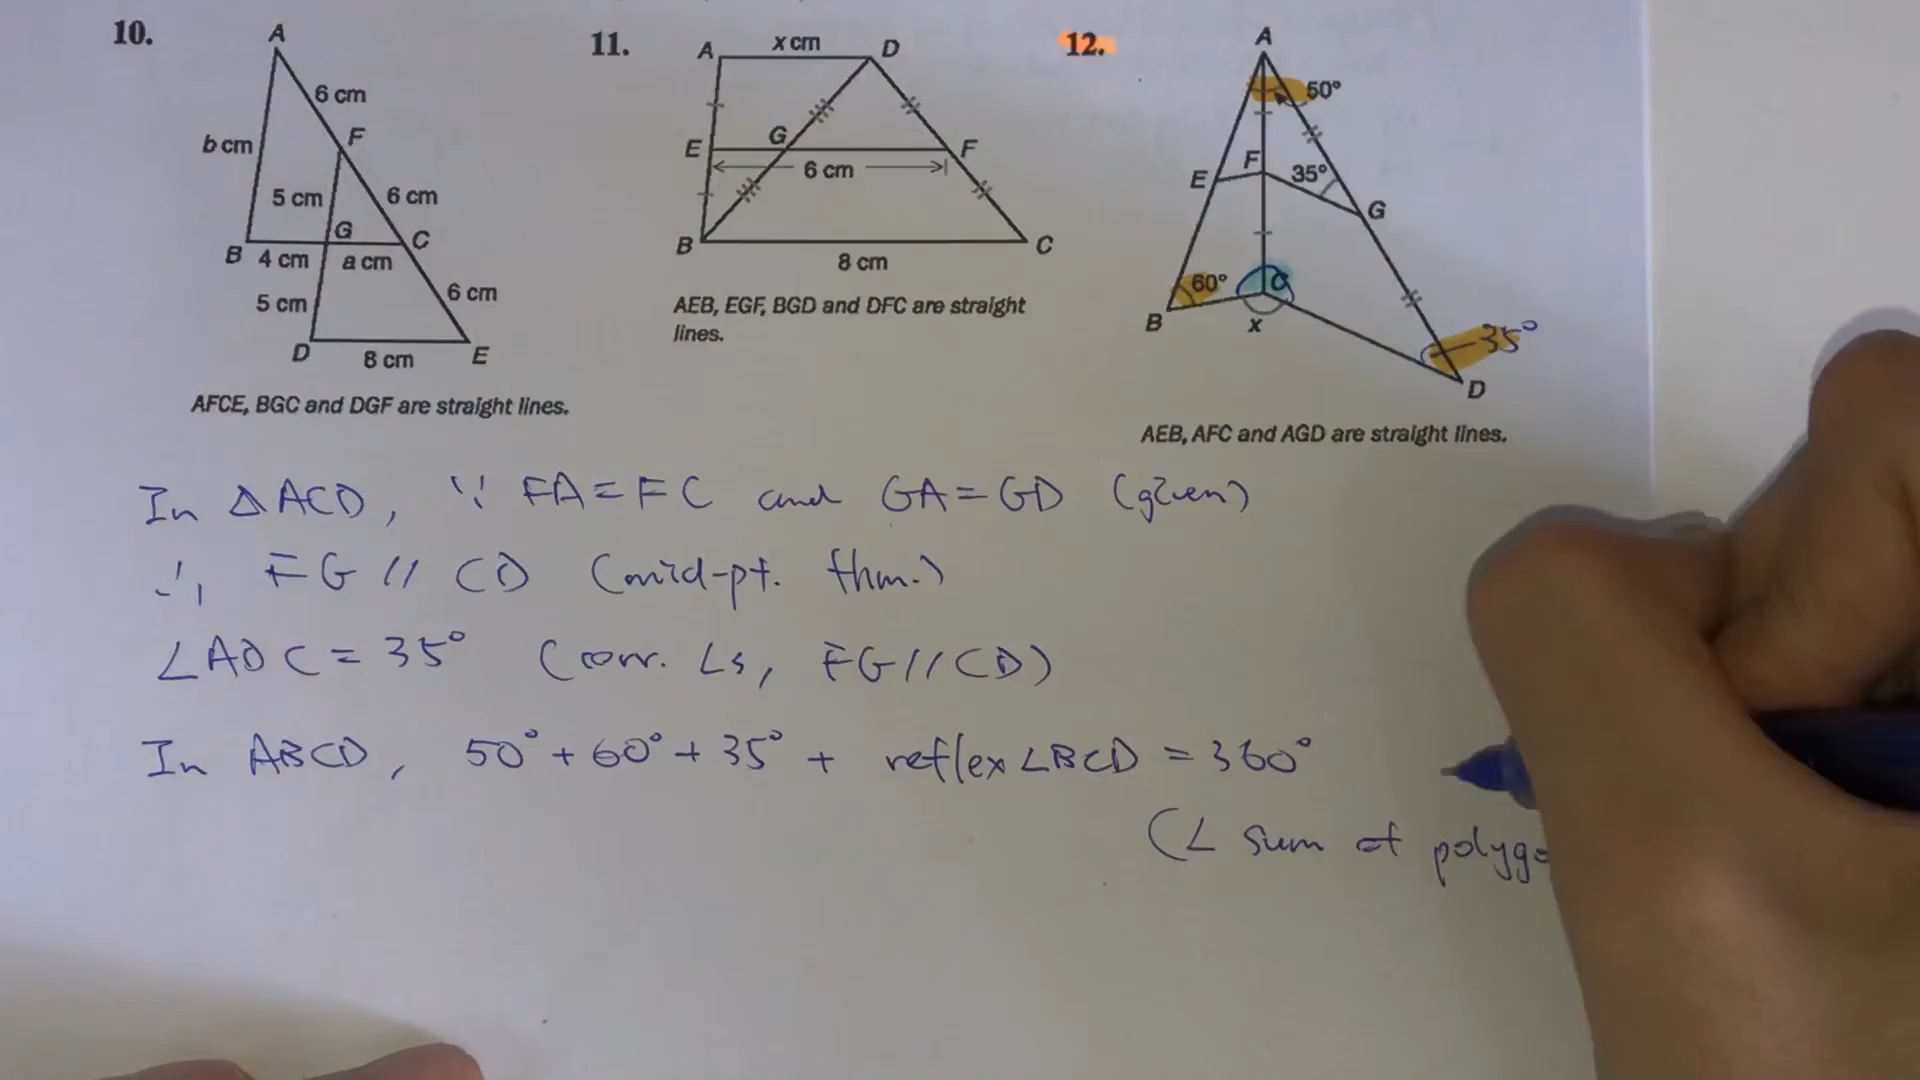 10.
A
6 cm
F
b cm
5 cm
6 cm
G
C
B
4 cm
a cm
5 cm
6 cm
D
8 cm
E
AFCE, BGC and DGF are straight lines.
11.
A
x cm
D
E
G
F
6 cm
B
C
8 cm
AEB, EGF, BGD and DFC are straight
lines.
12.
A
50°
E
F
35°
G
60°
C
B
x
35°
D
AEB, AFC and AGD are straight lines.
In △ACD, ∵ FA = FC and GA = GD (given)
∴ FG // CD (mid-pt. thm.)
∠ADC = 35° (corr. ∠s, FG // CD)
In ABCD, 50° + 60° + 35° + reflex ∠BCD = 360°
(∠ sum of polygo